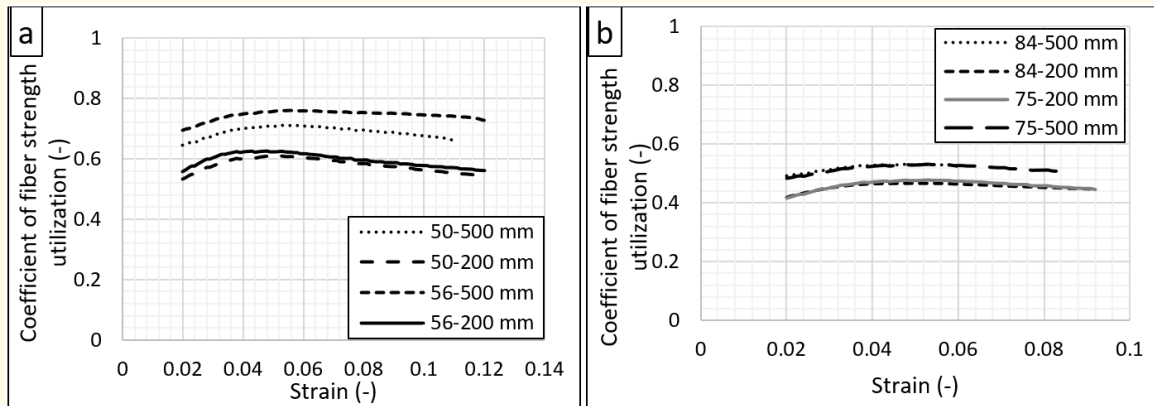 a
Coefficient of fiber strength
utilization (-)
1
0.8
0.6
0.4
0.2
0
0 0.02 0.04 0.06 0.08 0.1 0.12 0.14
Strain (-)
50-500 mm
50-200 mm
56-500 mm
56-200 mm
b
Coefficient of fiber strength
utilization (-)
1
0.8
0.6
0.4
0.2
0
0 0.02 0.04 0.06 0.08 0.1
Strain (-)
84-500 mm
84-200 mm
75-200 mm
75-500 mm